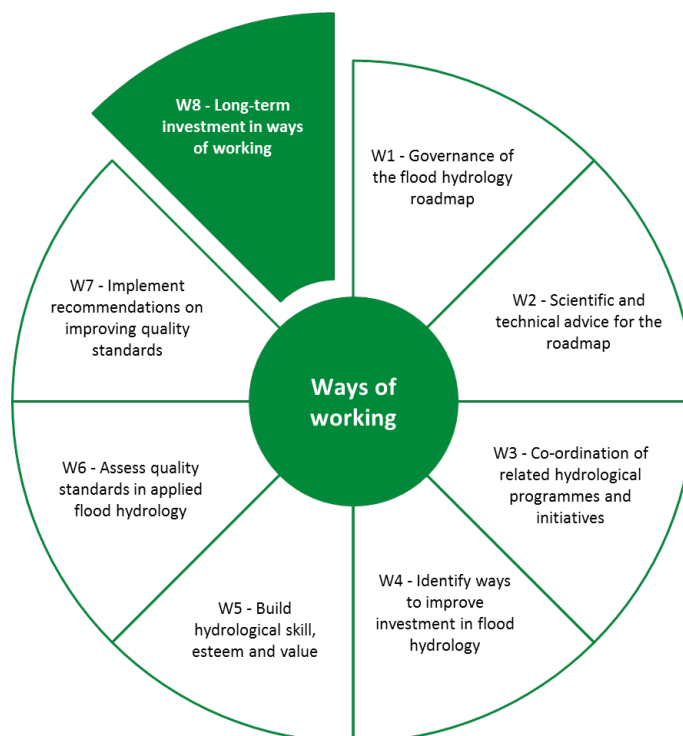 W8 - Long-term
investment in ways
of working
W1 - Governance of
the flood hydrology
roadmap
W2 - Scientific and
technical advice for the
roadmap
W3 - Co-ordination of
related hydrological
programmes and
initiatives
W4 - Identify ways
to improve
investment in flood
hydrology
W5 - Build
hydrological skill,
esteem and value
W6 - Assess quality
standards in applied
flood hydrology
W7 - Implement
recommendations on
improving quality
standards
Ways of
working